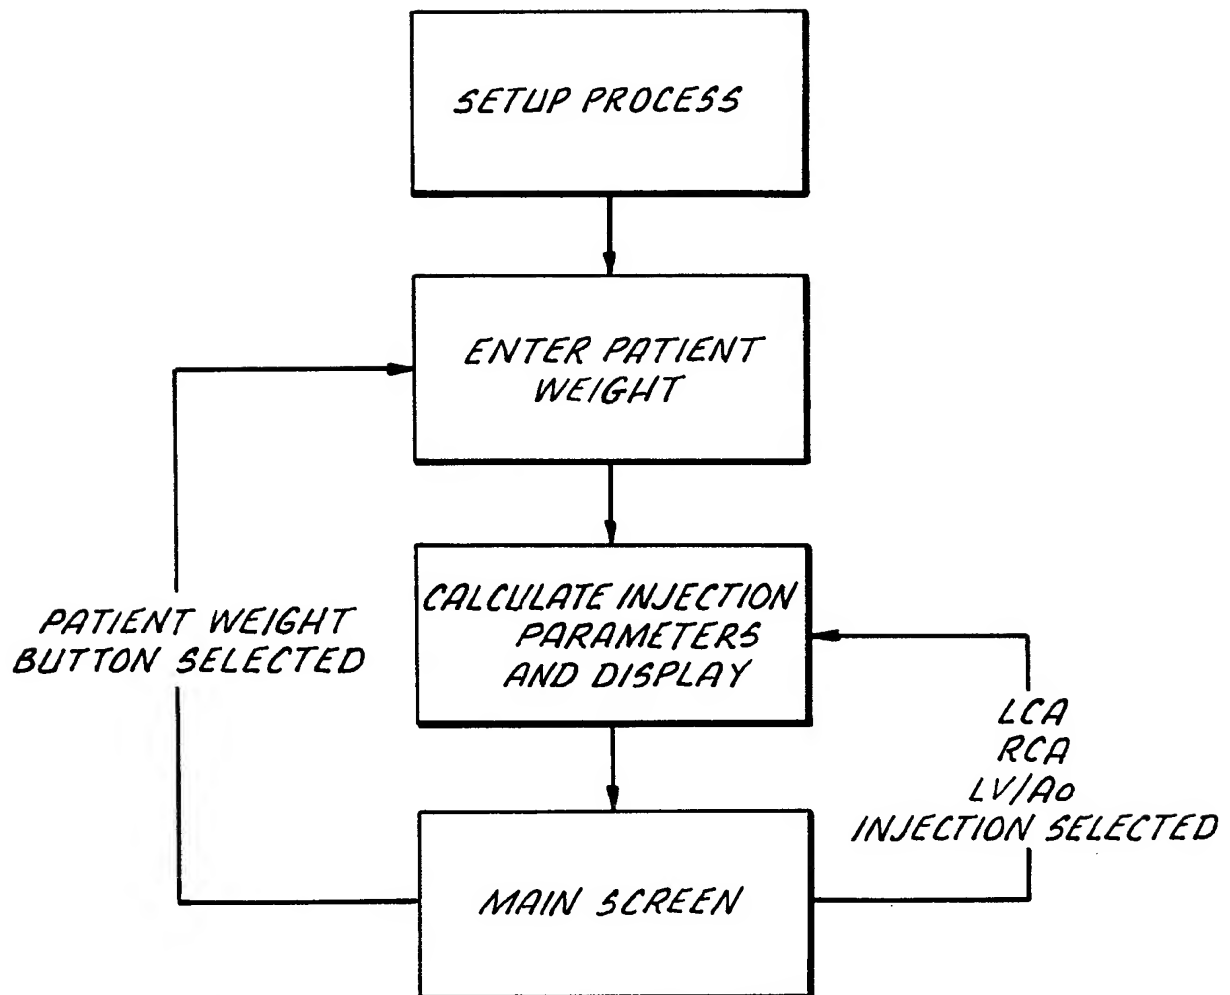 SETUP PROCESS
ENTER PATIENT
WEIGHT
CALCULATE INJECTION
PARAMETERS
AND DISPLAY
PATIENT WEIGHT
BUTTON SELECTED
LCA
RCA
LV/Ao
INJECTION SELECTED
MAIN SCREEN